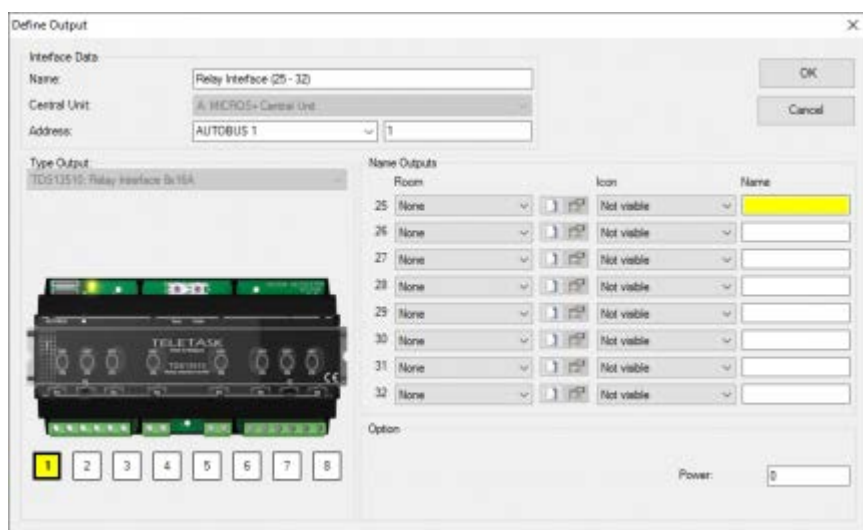 Define Output
Interface Data
Name: Relay Interface (25 - 32)
OK
Central Unit: A: MICROS+ Central Unit
Cancel
Address: AUTOBUS 1 1
Type Output:
TDS13510: Relay Interface 8x16A
Name Outputs
Room Icon Name
25 None Not visible
26 None Not visible
27 None Not visible
28 None Not visible
29 None Not visible
30 None Not visible
31 None Not visible
32 None Not visible
TELETASK
TDS13510
CE
1 2 3 4 5 6 7 8
Option
Power: 0